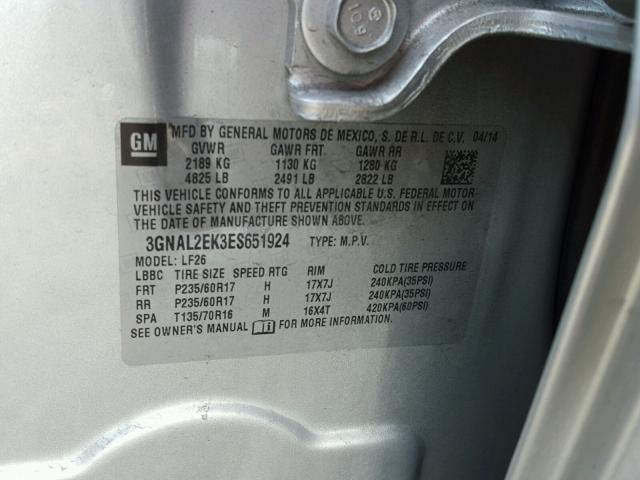 109
GM
MFD BY GENERAL MOTORS DE MEXICO, S. DE R.L. DE C.V. 04/14
GVWR GAWR FRT. GAWR RR
2189 KG 1130 KG 1280 KG
4825 LB 2491 LB 2822 LB
THIS VEHICLE CONFORMS TO ALL APPLICABLE U.S. FEDERAL MOTOR
VEHICLE SAFETY AND THEFT PREVENTION STANDARDS IN EFFECT ON
THE DATE OF MANUFACTURE SHOWN ABOVE.
3GNAL2EK3ES651924 TYPE: M.P.V.
MODEL: LF26
LBBC TIRE SIZE SPEED RTG RIM COLD TIRE PRESSURE
FRT P235/60R17 H 17X7J 240KPA(35PSI)
RR P235/60R17 H 17X7J 240KPA(35PSI)
SPA T135/70R16 M 16X4T 420KPA(60PSI)
SEE OWNER'S MANUAL FOR MORE INFORMATION.